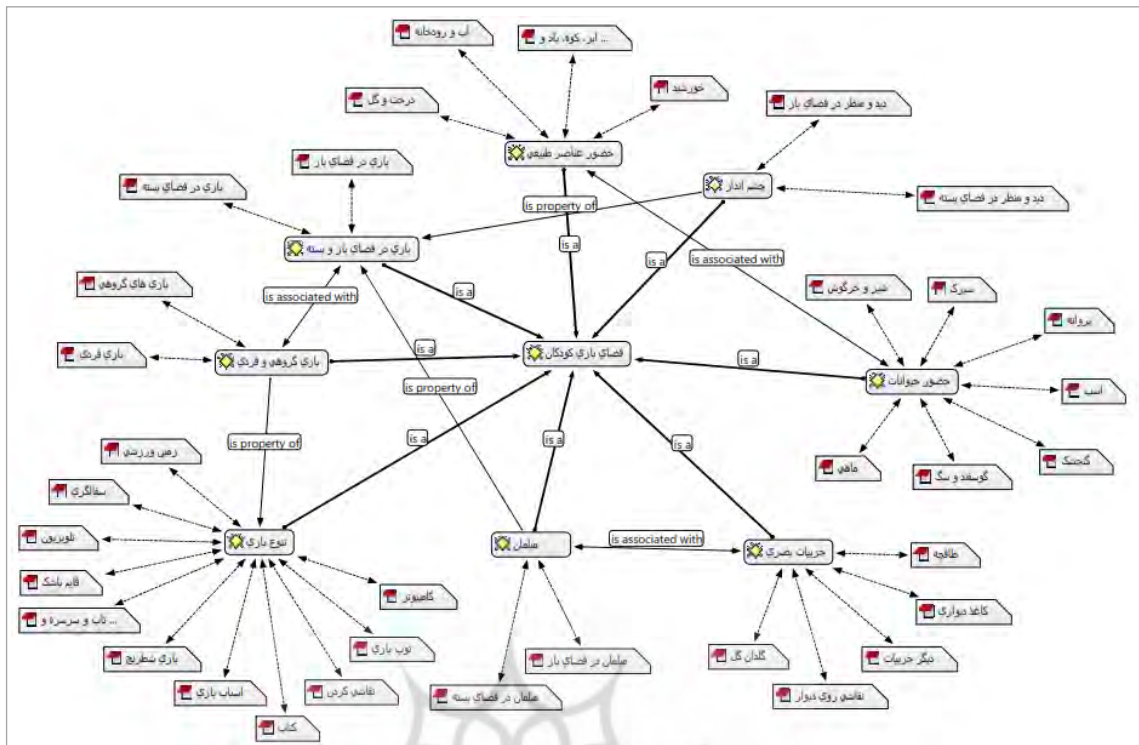 آب و رودخانه
ابر، کوه، باد و ...
درخت و گل
خورشید
حضور عناصر طبیعی
دید و منظر در فضای باز
چشم انداز
دید و منظر در فضای بسته
بازی در فضای باز
بازی در فضای بسته
is property of
بازی در فضای باز و بسته
is a
is a
is associated with
is a
شیر و خرگوش
سیرک
پروانه
بازی های گروهی
is associated with
بازی فردی
بازی گروهی و فردی
is a
فضای بازی کودکان
is a
حضور حیوانات
اسب
is property of
گنجشک
ماهی
گوسفند و سگ
is property of
is a
is a
is a
زمین ورزشی
سفالگری
تلویزیون
تنوع بازی
مبلمان
is associated with
جزییات بصری
طاقچه
قایم باشک
کامپیوتر
کاغذ دیواری
تاب و سرسره و ...
توپ بازی
بازی شطرنج
مبلمان در فضای باز
گلدان گل
دیگر جزییات
اسباب بازی
نقاشی کردن
مبلمان در فضای بسته
نقاشی روی دیوار
کتاب